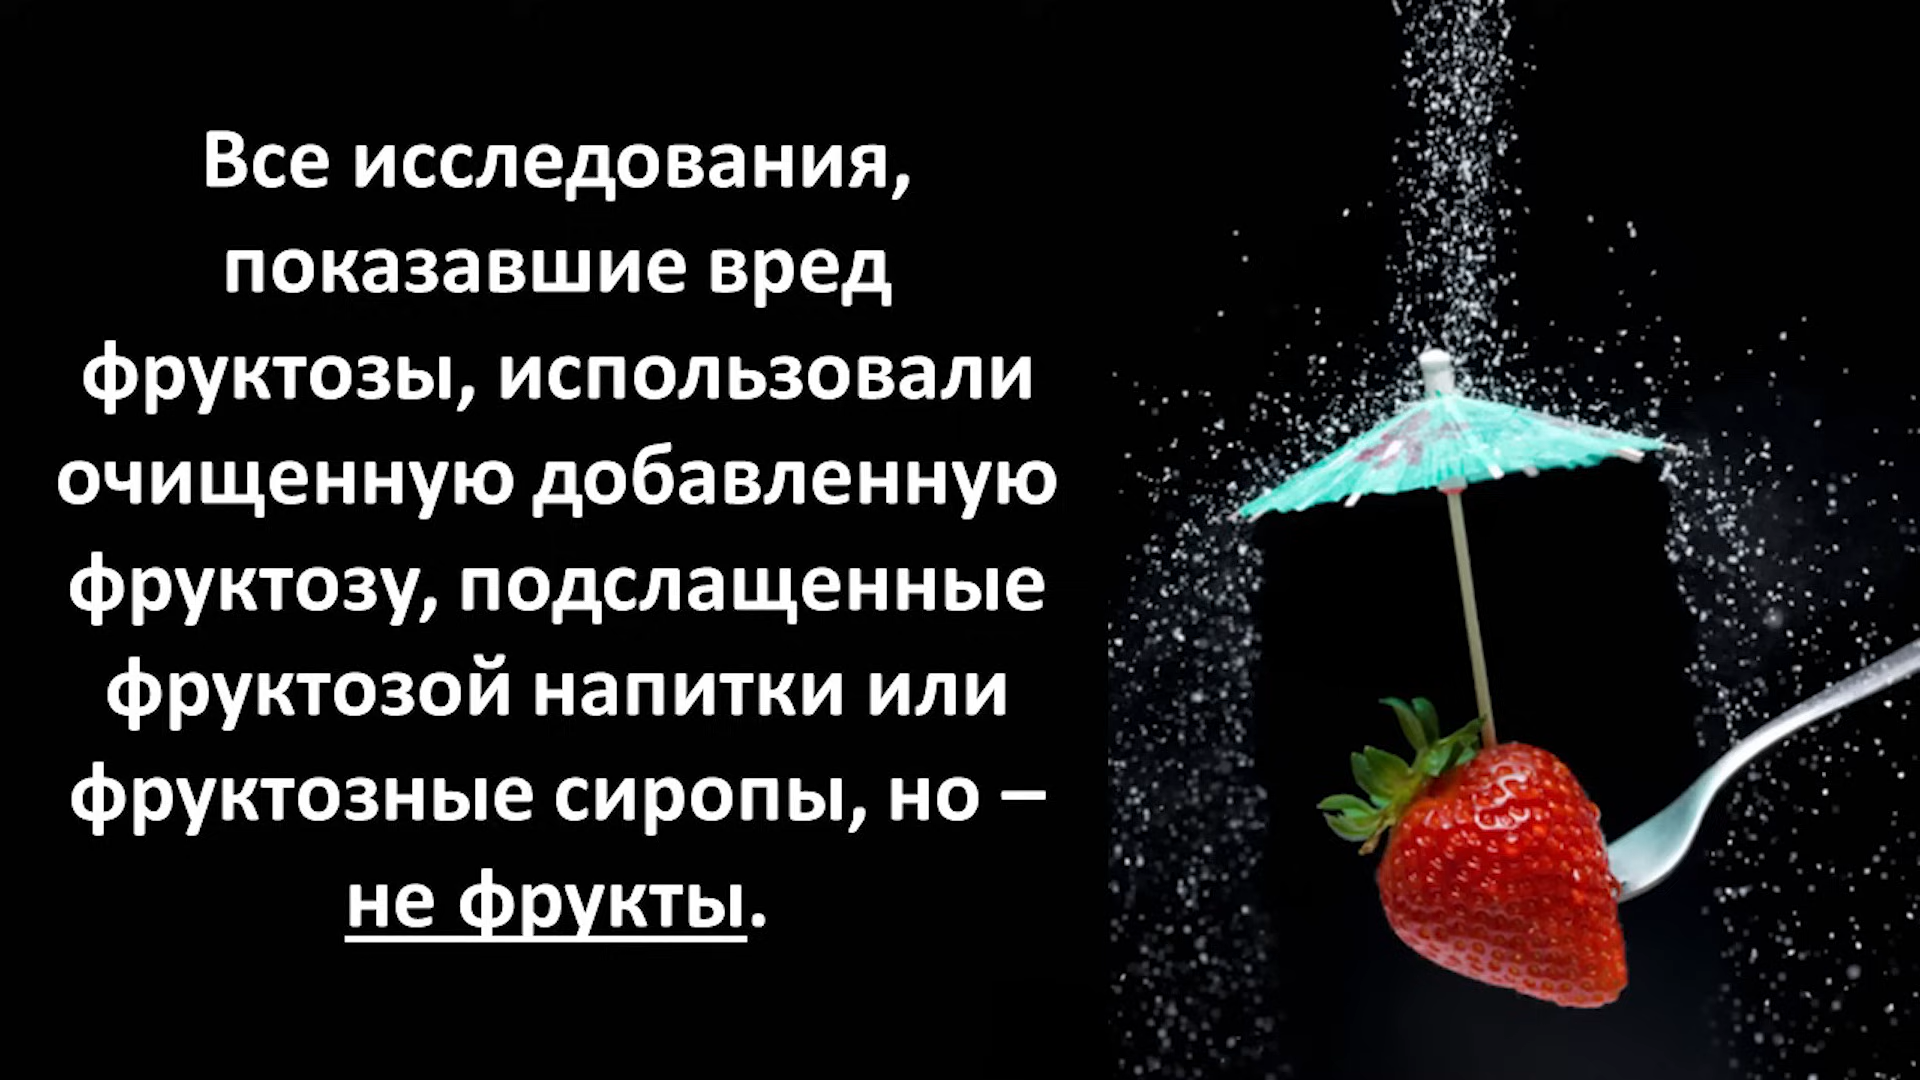 Все исследования,
показавшие вред
фруктозы, использовали
очищенную добавленную
фруктозу, подслащенные
фруктозой напитки или
фруктозные сиропы, но –
не фрукты.